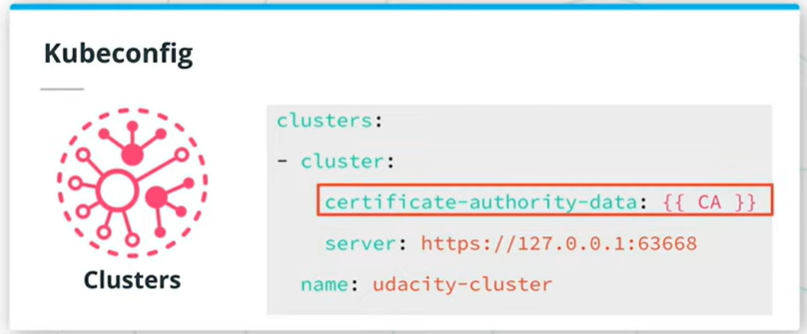 Kubeconfig
clusters:
- cluster:
certificate-authority-data: {{ CA }}
server: https://127.0.0.1:63668
name: udacity-cluster
Clusters